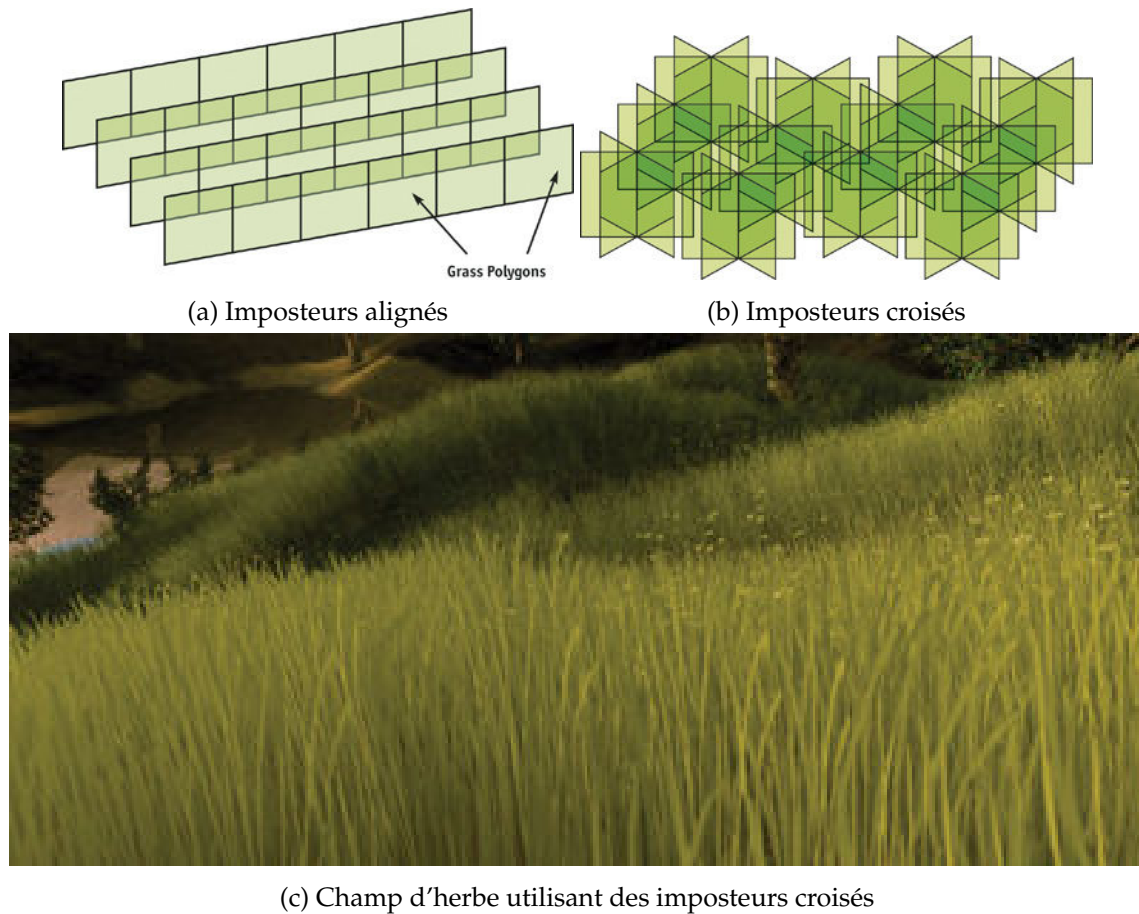 Grass Polygons
(a) Imposteurs alignés
(b) Imposteurs croisés
(c) Champ d'herbe utilisant des imposteurs croisés